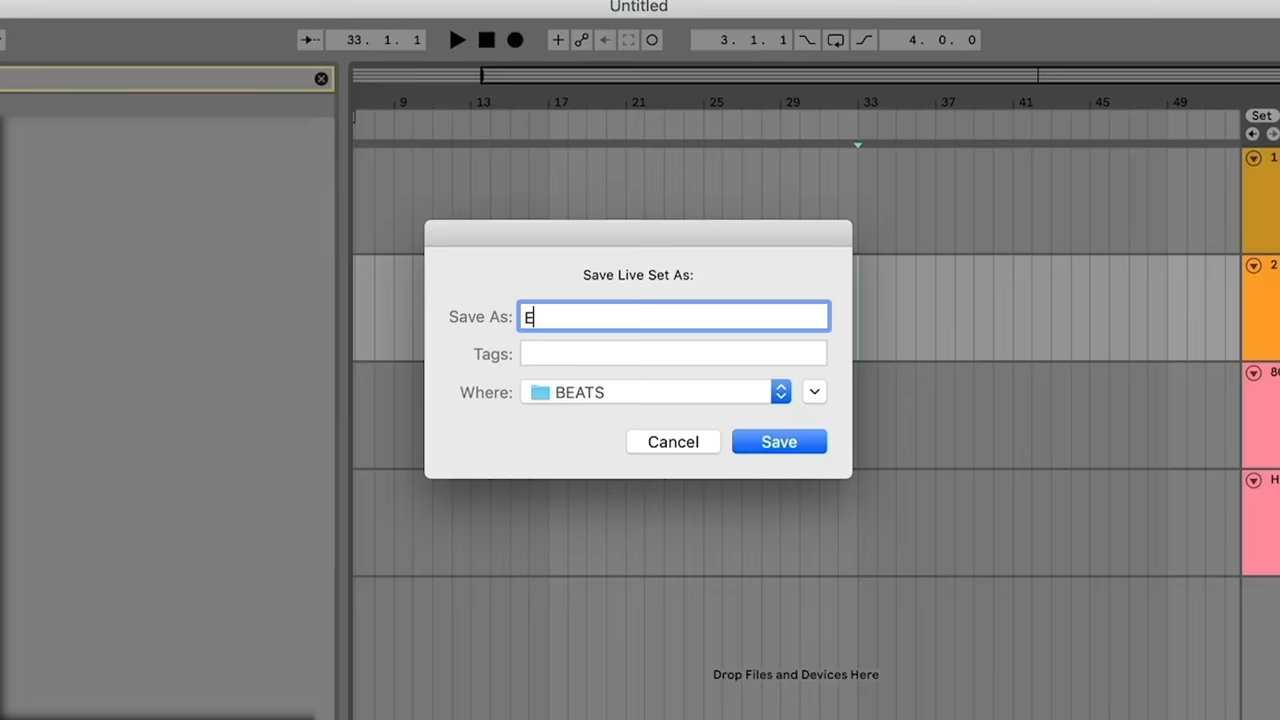 Untitled
33. 1. 1
3. 1. 1
4. 0. 0
9 13 17 21 25 29 33 37 41 45 49
Set
1
Save Live Set As:
2
Save As: E
Tags:
Where: BEATS
8
Cancel Save
H
Drop Files and Devices Here